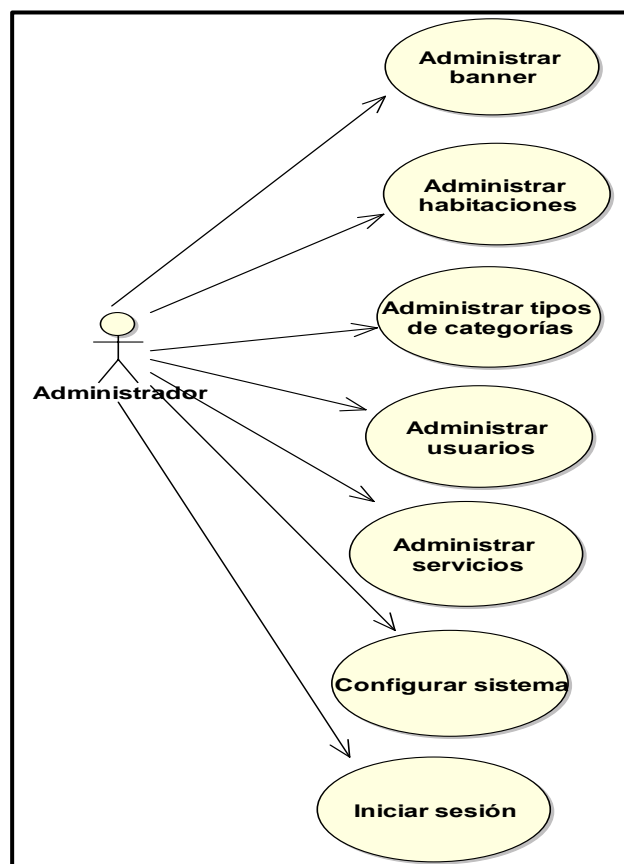 Administrar
banner
Administrar
habitaciones
Administrar tipos
de categorías
Administrador
Administrar
usuarios
Administrar
servicios
Configurar sistema
Iniciar sesión